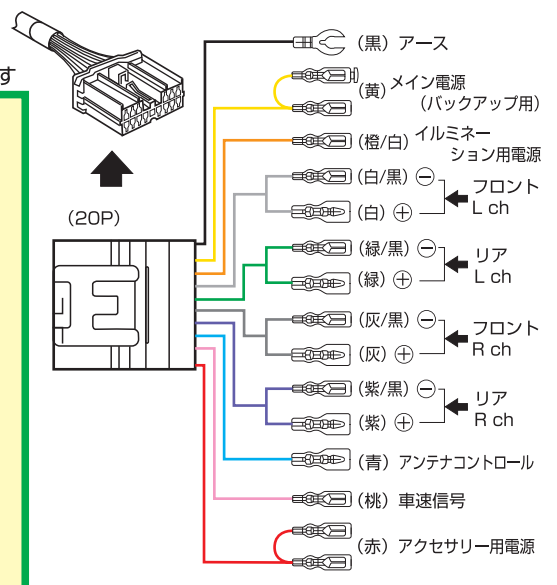 す
(20P)
(黒) アース
(黄) メイン電源
(バックアップ用)
(橙/白) イルミネー
ション用電源
(白/黒) ⊖
(白) ⊕
フロント
L ch
(緑/黒) ⊖
(緑) ⊕
リア
L ch
(灰/黒) ⊖
(灰) ⊕
フロント
R ch
(紫/黒) ⊖
(紫) ⊕
リア
R ch
(青) アンテナコントロール
(桃) 車速信号
(赤) アクセサリー用電源